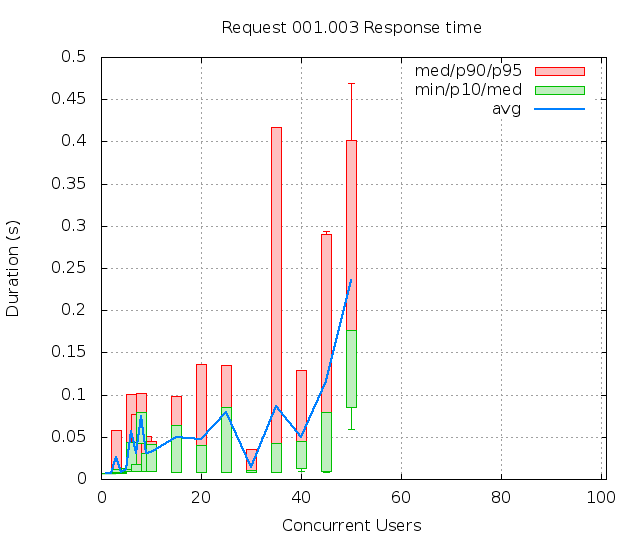 Request 001.003 Response time
0.5
0.45
0.4
0.35
0.3
0.25
0.2
0.15
0.1
0.05
0
med/p90/p95
min/p10/med
avg
Duration (s)
0 20 40 60 80 100
Concurrent Users